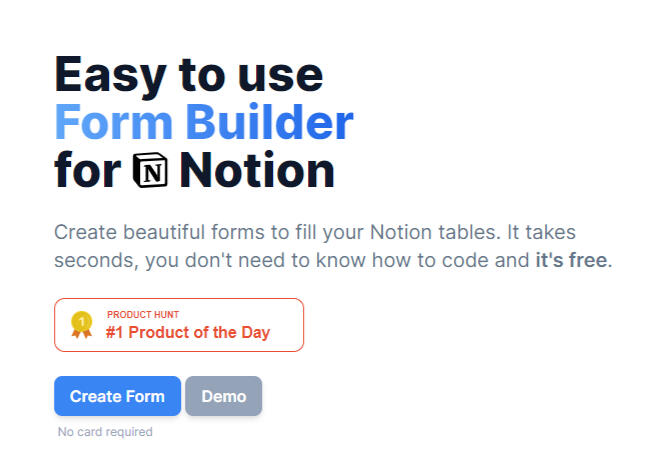 Easy to use
Form Builder
for N Notion
Create beautiful forms to fill your Notion tables. It takes
seconds, you don't need to know how to code and it's free.
1
PRODUCT HUNT
#1 Product of the Day
Create Form Demo
No card required